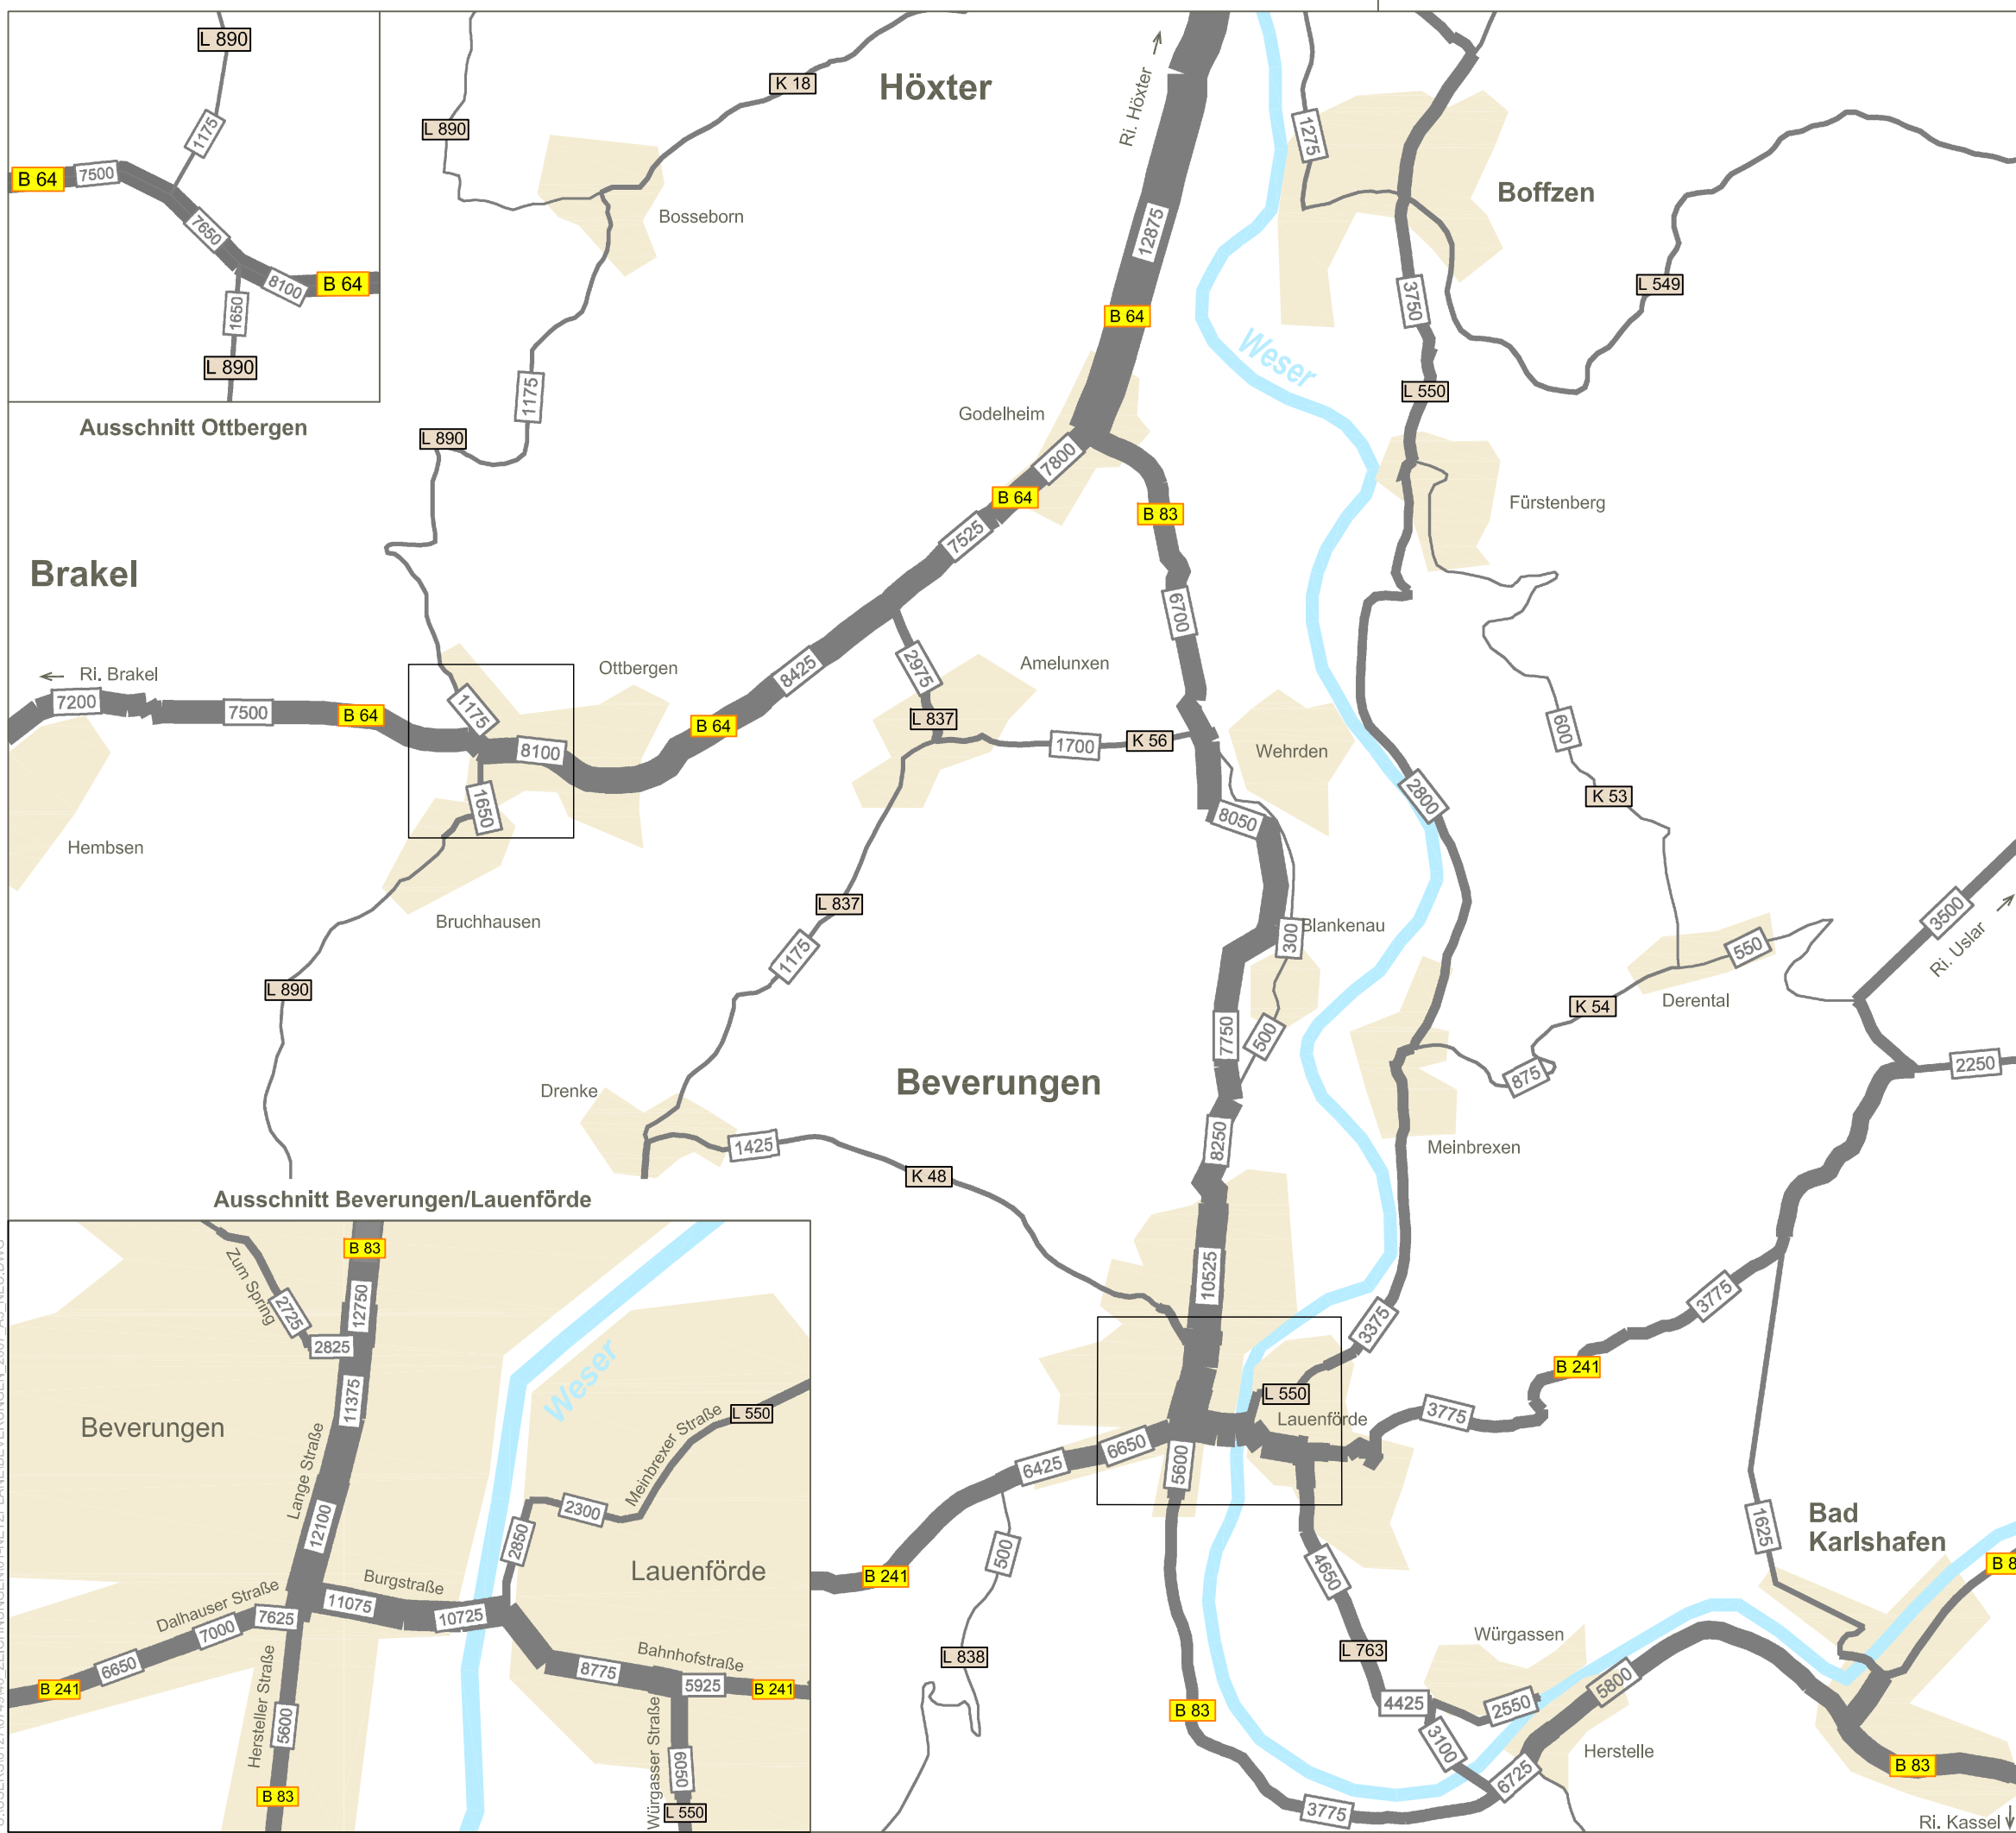 L 890
1175
B 64
7500
7650
8100
B 64
1650
L 890
Ausschnitt Ottbergen
K 18
L 890
Bosseborn
1175
L 890
Höxter
Ri. Höxter
12875
B 64
Weser
1275
Boffzen
3750
L 549
L 550
Godelheim
7800
B 64
7525
B 83
Fürstenberg
Brakel
Ri. Brakel
7200
7500
B 64
1175
8100
1650
Ottbergen
8425
B 64
2975
Amelunxen
L 837
1700
K 56
6700
Wehrden
8050
2800
600
K 53
Hembsen
Bruchhausen
L 890
L 837
1175
300
Blankenau
7750
500
550
K 54
Derental
875
3500
Ri. Uslar
2250
Drenke
1425
Beverungen
K 48
8250
Meinbrexen
10525
3375
3775
B 241
L 550
Lauenförde
3775
6650
6425
5600
500
B 241
4650
1625
Bad
Karlshafen
B 8
L 838
L 763
Würgassen
4425
2550
5800
3100
Herstelle
6725
B 83
3775
B 83
Ri. Kassel
Ausschnitt Beverungen/Lauenförde
B 83
Zum Spring
2725
12750
2825
11375
Weser
Beverungen
Lange Straße
12100
Meinbrexer Straße
L 550
2300
2850
Lauenförde
Burgstraße
11075
10725
Dalhauser Straße
7625
7000
6650
B 241
Hersteller Straße
5600
B 83
Bahnhofstraße
8775
5925
B 241
Würgasser Straße
6050
L 550